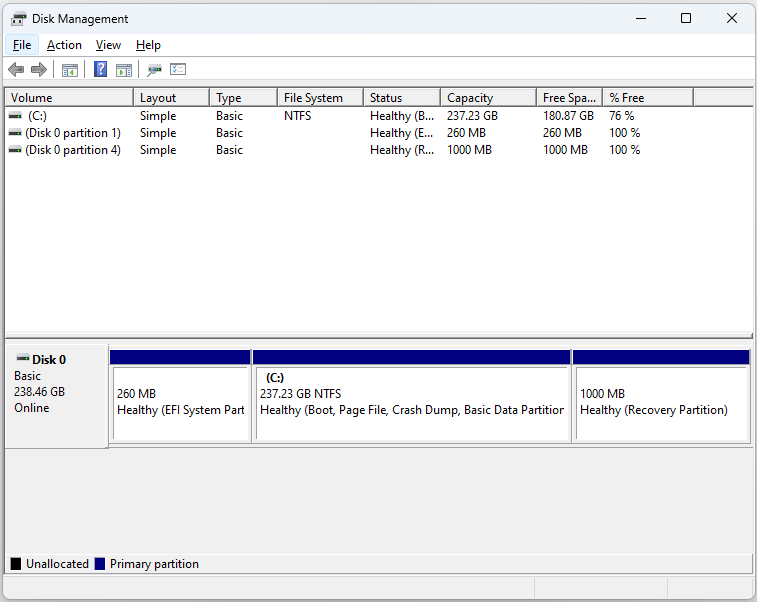 Disk Management
File Action View Help
Volume Layout Type File System Status Capacity Free Spa... % Free
(C:) Simple Basic NTFS Healthy (B... 237.23 GB 180.87 GB 76 %
(Disk 0 partition 1) Simple Basic Healthy (E... 260 MB 260 MB 100 %
(Disk 0 partition 4) Simple Basic Healthy (R... 1000 MB 1000 MB 100 %
Disk 0
Basic
238.46 GB
Online
260 MB
Healthy (EFI System Part
(C:)
237.23 GB NTFS
Healthy (Boot, Page File, Crash Dump, Basic Data Partition
1000 MB
Healthy (Recovery Partition)
Unallocated Primary partition